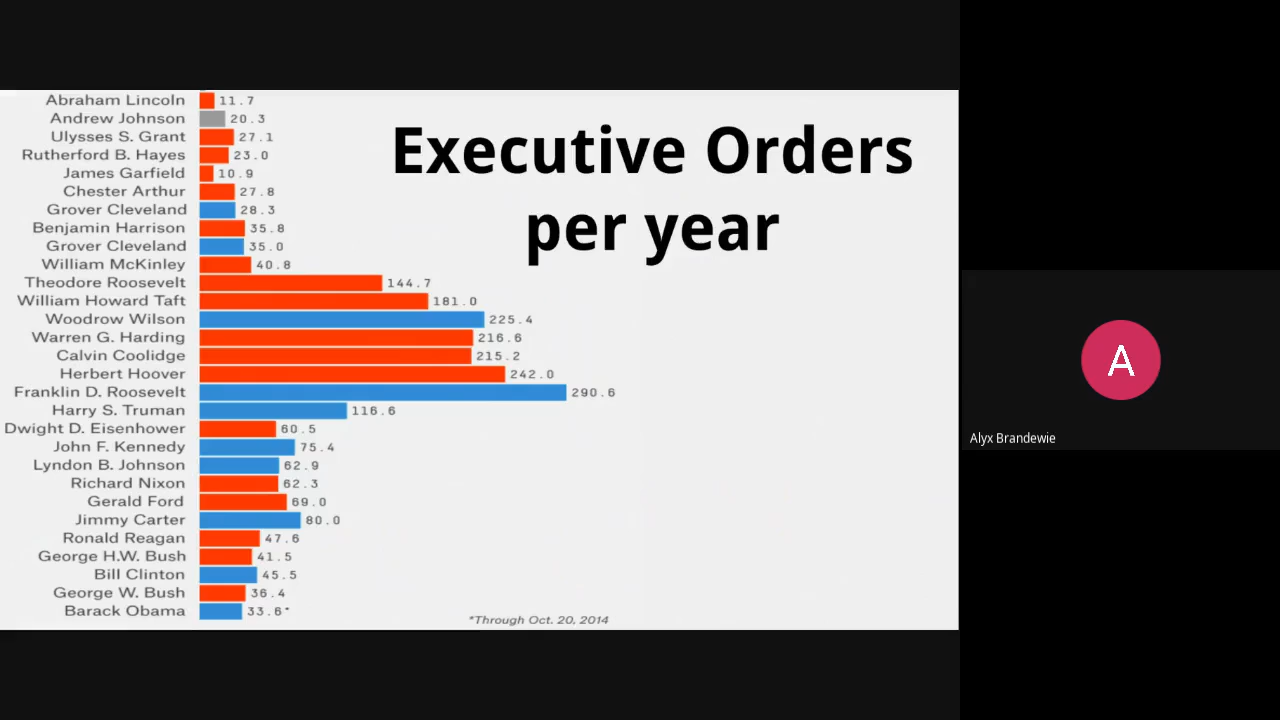 Executive Orders
per year
Abraham Lincoln 11.7
Andrew Johnson 20.3
Ulysses S. Grant 27.1
Rutherford B. Hayes 23.0
James Garfield 10.9
Chester Arthur 27.8
Grover Cleveland 28.3
Benjamin Harrison 35.8
Grover Cleveland 35.0
William McKinley 40.8
Theodore Roosevelt 144.7
William Howard Taft 181.0
Woodrow Wilson 225.4
Warren G. Harding 216.6
Calvin Coolidge 215.2
Herbert Hoover 242.0
Franklin D. Roosevelt 290.6
Harry S. Truman 116.6
Dwight D. Eisenhower 60.5
John F. Kennedy 75.4
Lyndon B. Johnson 62.9
Richard Nixon 62.3
Gerald Ford 69.0
Jimmy Carter 80.0
Ronald Reagan 47.6
George H.W. Bush 41.5
Bill Clinton 45.5
George W. Bush 36.4
Barack Obama 33.6*
*Through Oct. 20, 2014
A
Alyx Brandewie